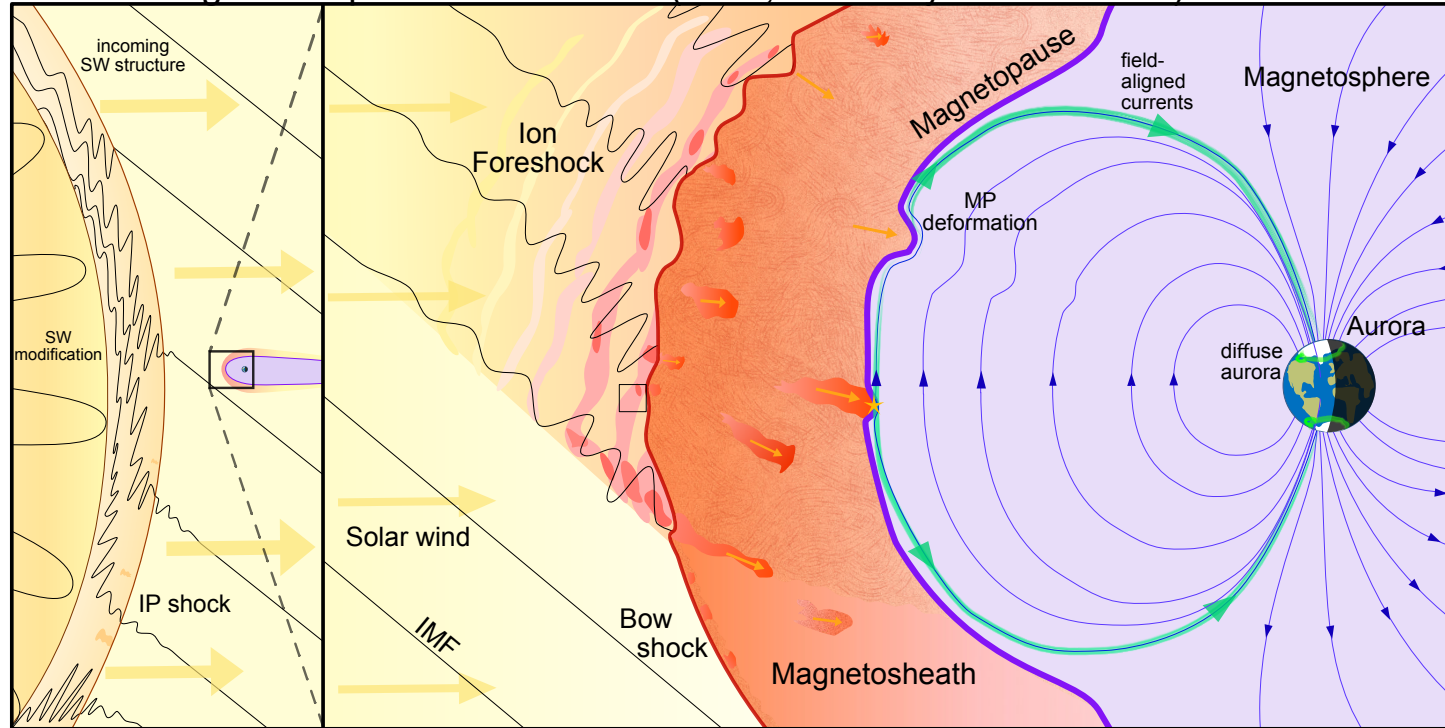 incoming
SW structure
SW
modification
IP shock
Ion
Foreshock
Solar wind
IMF
Bow
shock
Magnetosheath
Magnetopause
field-
aligned
currents
Magnetosphere
MP
deformation
diffuse
aurora
Aurora